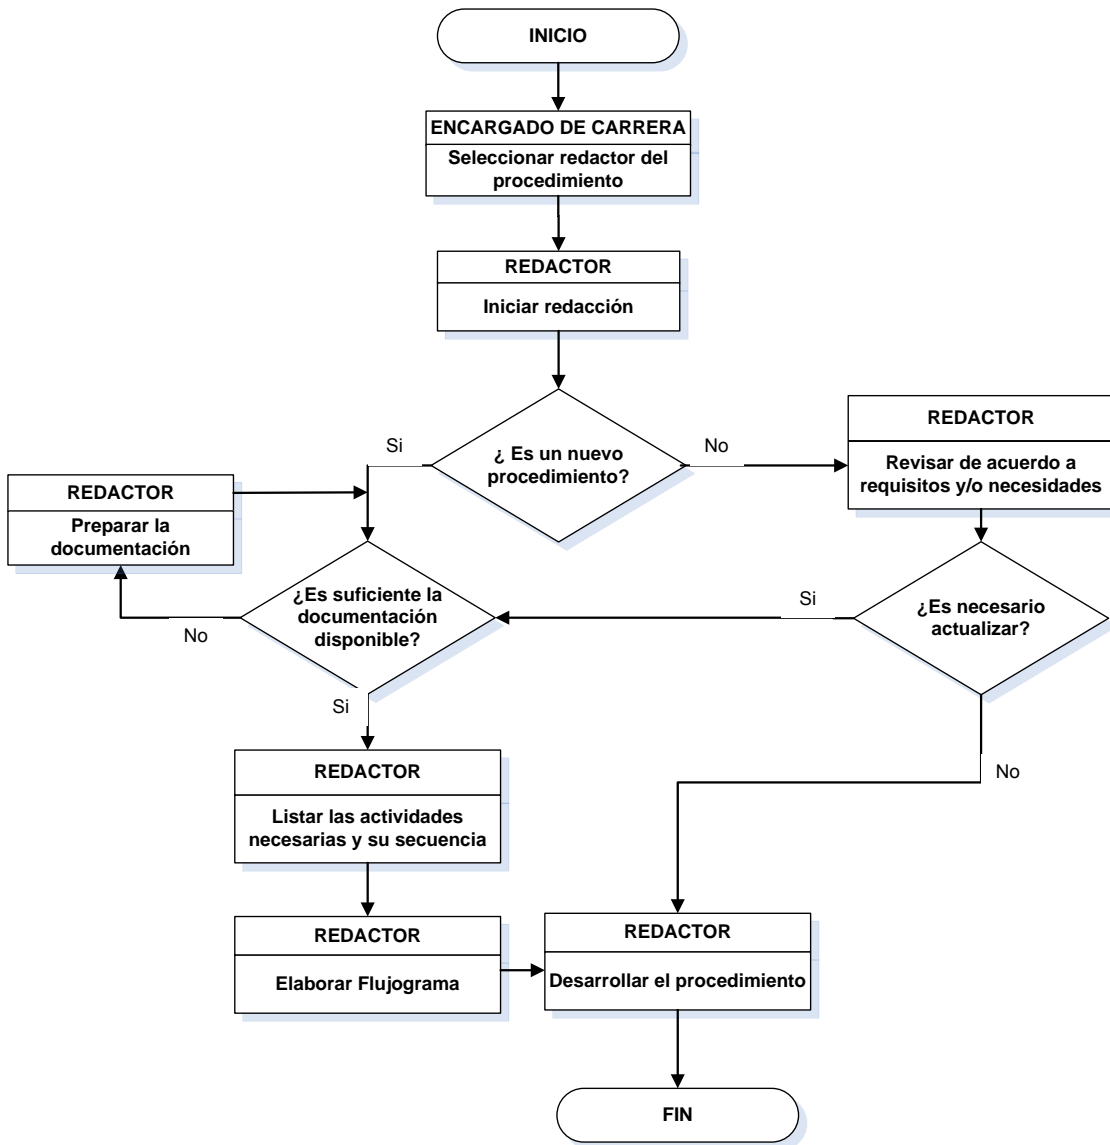 INICIO
ENCARGADO DE CARRERA
Seleccionar redactor del
procedimiento
REDACTOR
Iniciar redacción
¿ Es un nuevo
procedimiento?
Si
No
REDACTOR
Revisar de acuerdo a
requisitos y/o necesidades
REDACTOR
Preparar la
documentación
¿Es suficiente la
documentación
disponible?
No
Si
¿Es necesario
actualizar?
Si
No
REDACTOR
Listar las actividades
necesarias y su secuencia
REDACTOR
Elaborar Flujograma
REDACTOR
Desarrollar el procedimiento
FIN